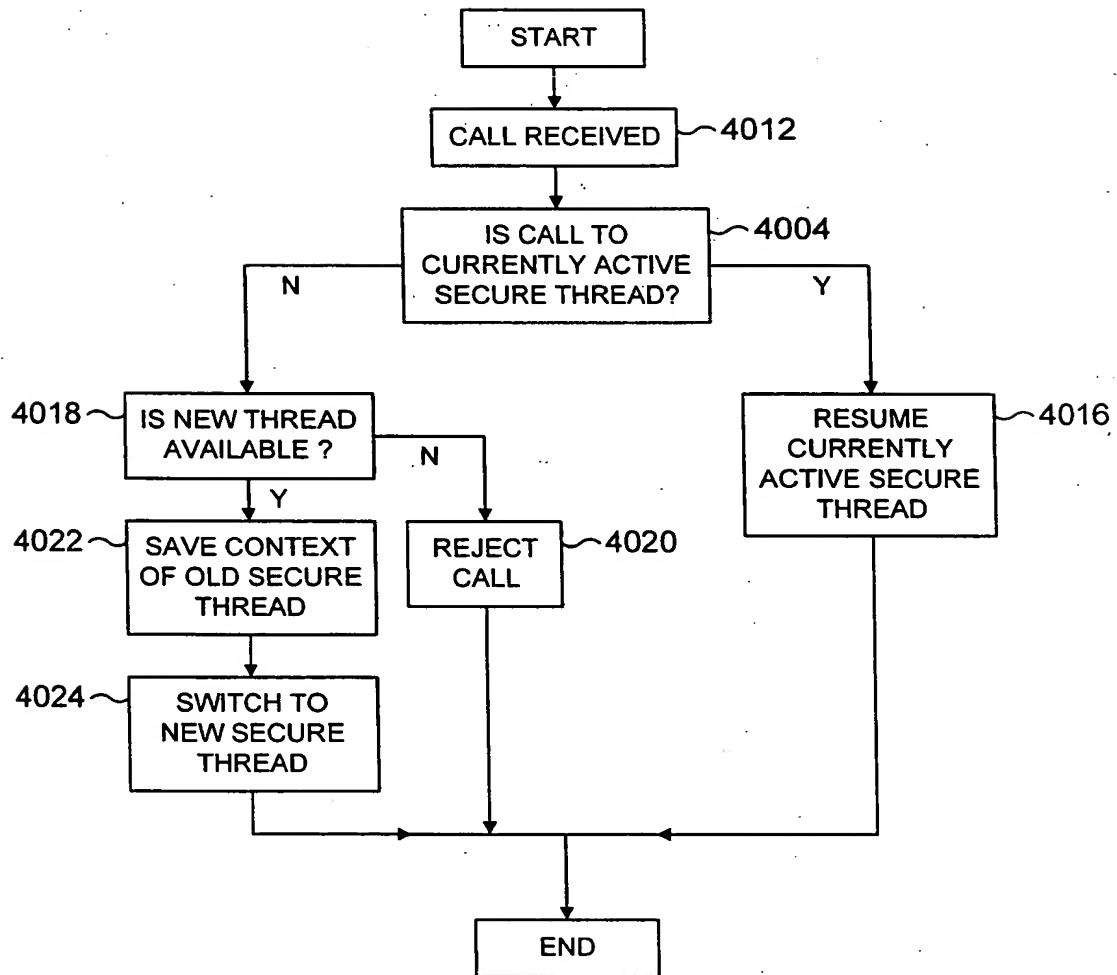 START
CALL RECEIVED
4012
IS CALL TO
CURRENTLY ACTIVE
SECURE THREAD?
4004
N
Y
4018
IS NEW THREAD
AVAILABLE ?
N
Y
RESUME
CURRENTLY
ACTIVE SECURE
THREAD
4016
4022
SAVE CONTEXT
OF OLD SECURE
THREAD
REJECT
CALL
4020
4024
SWITCH TO
NEW SECURE
THREAD
END